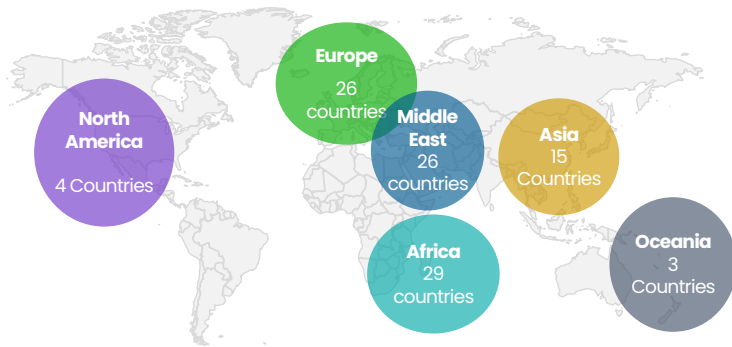 North
America
4 Countries
Europe
26
countries
Middle
East
26
countries
Africa
29
countries
Asia
15
Countries
Oceania
3
Countries